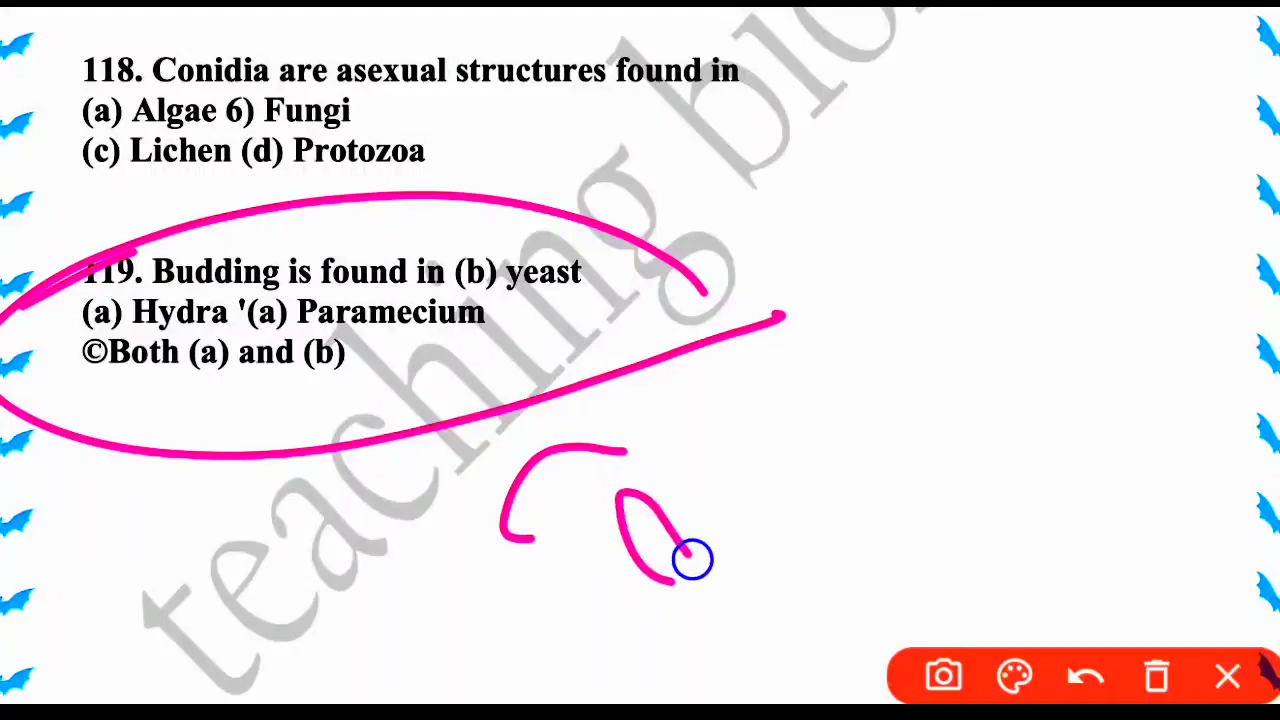 118. Conidia are asexual structures found in
(a) Algae 6) Fungi
(c) Lichen (d) Protozoa
119. Budding is found in (b) yeast
(a) Hydra '(a) Paramecium
©Both (a) and (b)
teaching